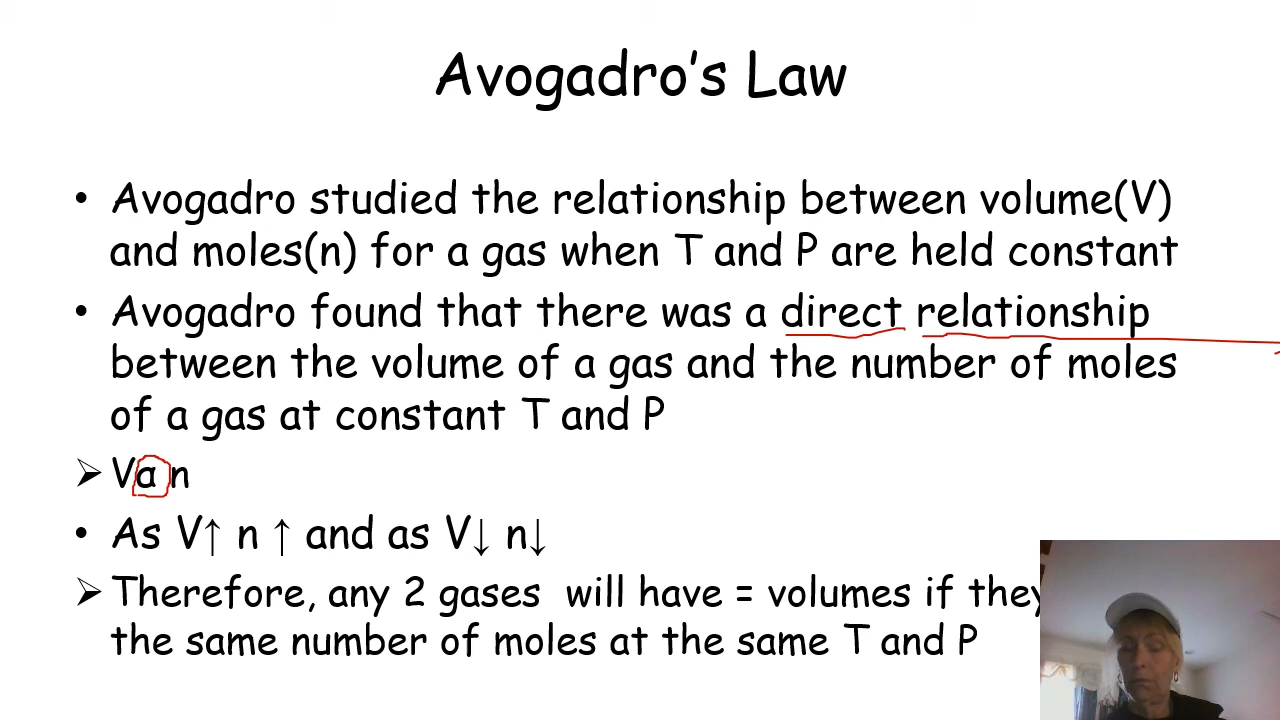 Avogadro’s Law
• Avogadro studied the relationship between volume(V)
and moles(n) for a gas when T and P are held constant
• Avogadro found that there was a direct relationship
between the volume of a gas and the number of moles
of a gas at constant T and P
➢ V α n
• As V↑ n ↑ and as V↓ n↓
➢ Therefore, any 2 gases will have = volumes if they
the same number of moles at the same T and P